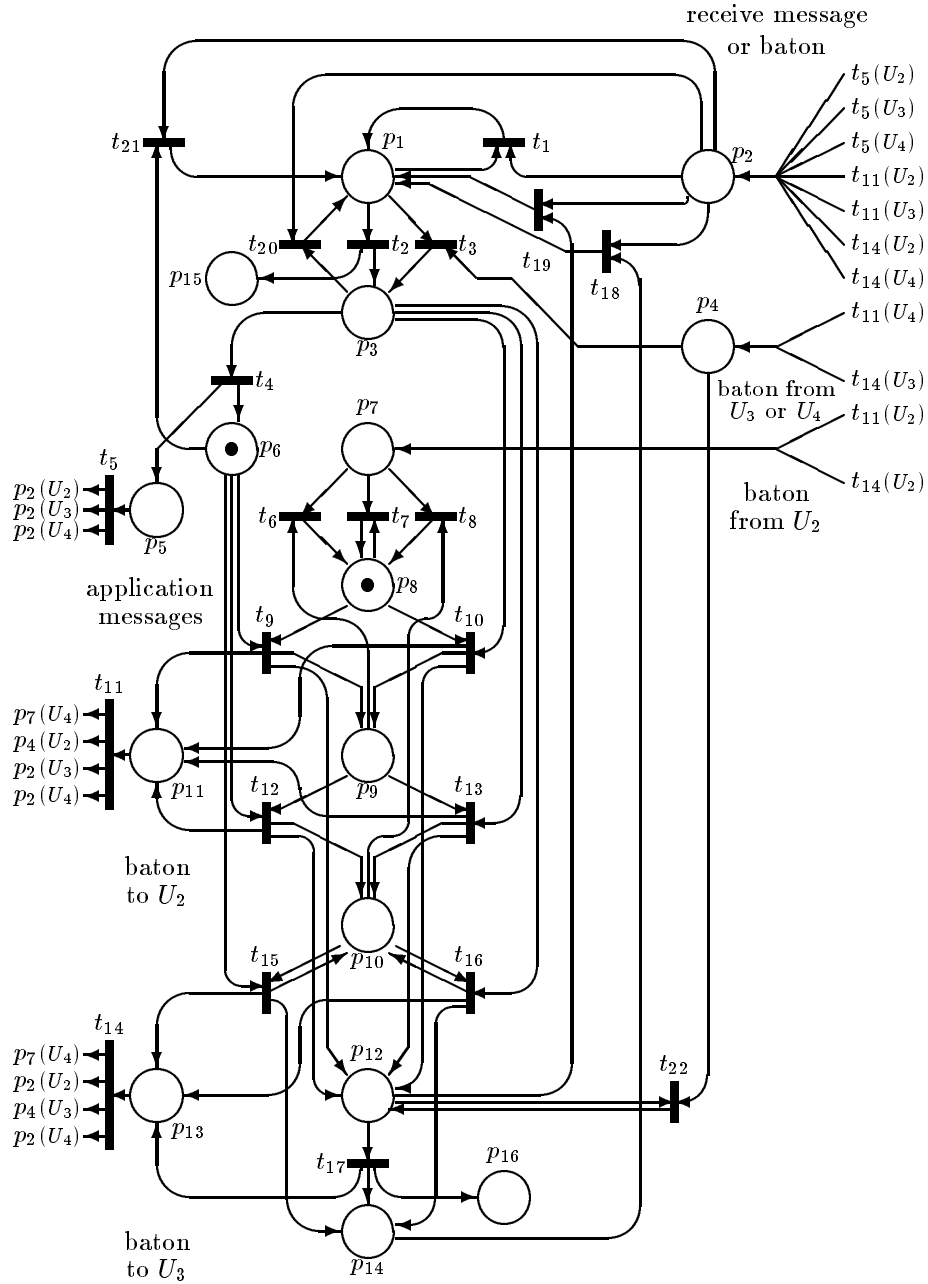 receive message
or baton
t5(U2)
t5(U3)
t5(U4)
t11(U2)
t11(U3)
t14(U2)
t14(U4)
t21
p1
t1
p2
t20
t2
t3
t19
t18
p15
p3
p4
t11(U4)
t14(U3)
baton from
U3 or U4
t4
p7
t11(U2)
t14(U2)
baton
from U2
p6
t5
p2(U2)
p2(U3)
p2(U4)
p5
t6
t7
t8
p8
application
messages
t9
t10
t11
p7(U4)
p4(U2)
p2(U3)
p2(U4)
p11
p9
t12
t13
baton
to U2
p10
t15
t16
t14
p7(U4)
p2(U2)
p4(U3)
p2(U4)
p13
p12
t22
t17
p16
p14
baton
to U3